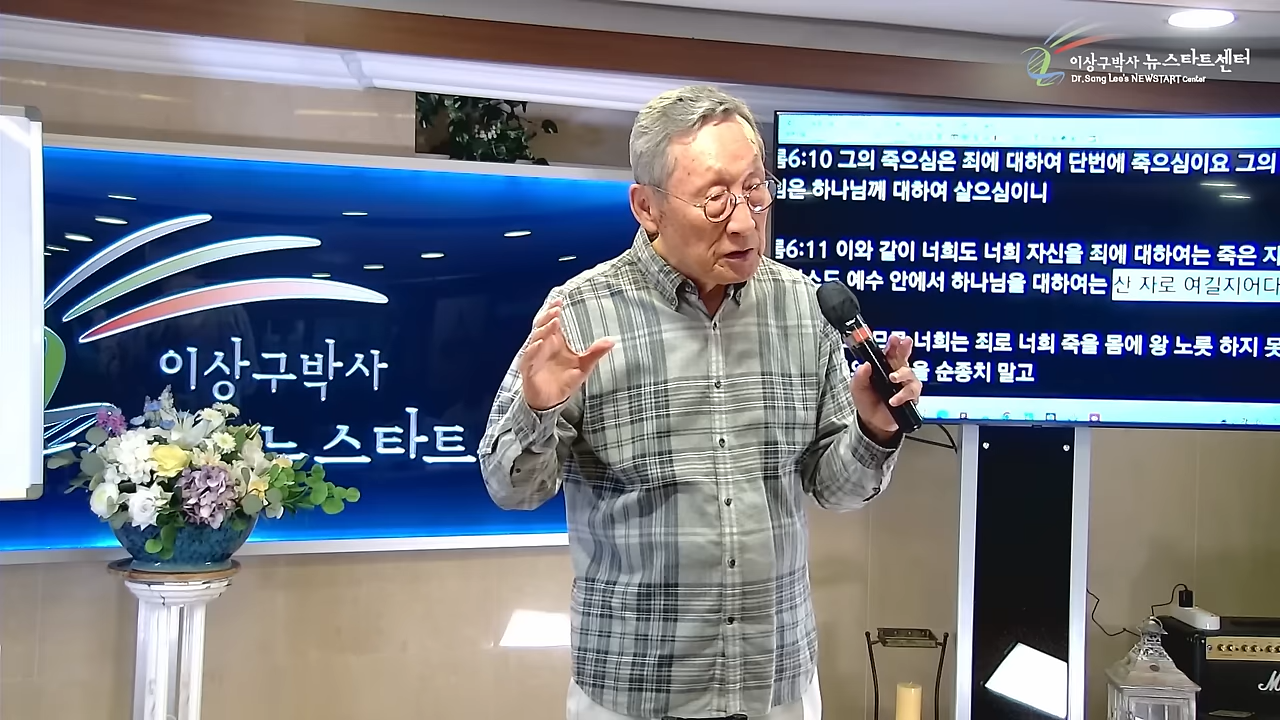 이상구박사 뉴스타트센터
Dr. Sang Lee's NEWSTART Center
6:10 그의 죽으심은 죄에 대하여 단번에 죽으심이요 그의
하나님께 대하여 살으심이니
6:11 이와 같이 너희도 너희 자신을 죄에 대하여는 죽은
예수 안에서 하나님을 대하여는 산 자로 여길지어다
너희는 죄로 너희 죽을 몸에 왕 노릇 하지
순종치 말고
이상구박사
뉴스타트